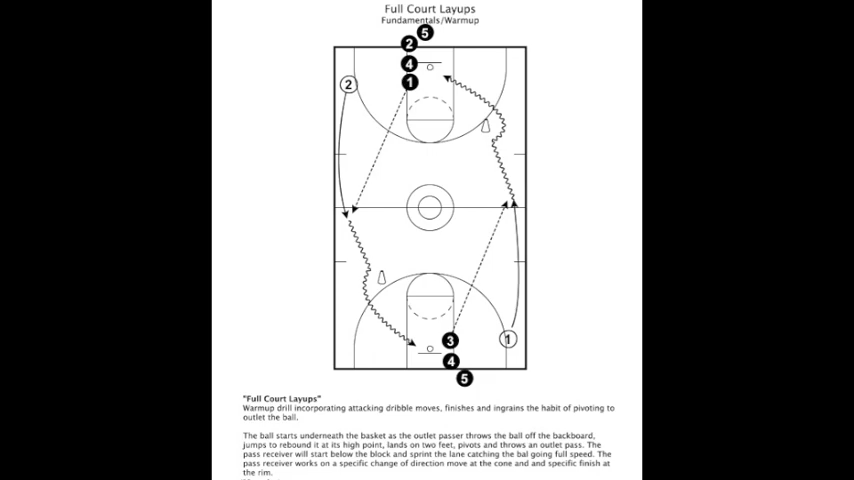 Full Court Layups
Fundamentals/Warmup
5
2
4
1
2
3
1
4
5
"Full Court Layups"
Warmup drill incorporating attacking dribble moves, finishes and ingrains the habit of pivoting to
outlet the ball.
The ball starts underneath the basket as the outlet passer throws the ball off the backboard,
jumps to rebound it at its high point, lands on two feet, pivots and throws an outlet pass. The
pass receiver will start below the block and sprint the lane catching the bal going full speed. The
pass receiver works on a specific change of direction move at the cone and and specific finish at
the rim.